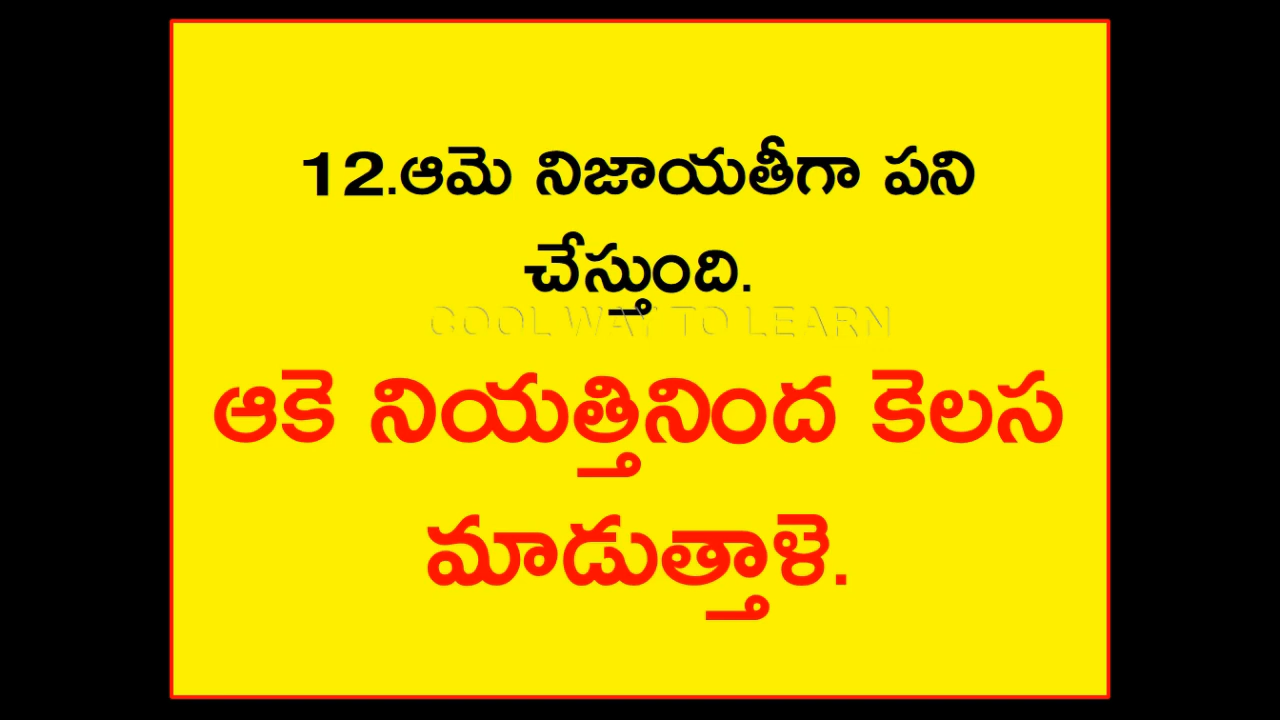 12.ఆమె నిజాయతీగా పని
చేస్తుంది.
COOL WAY TO LEARN
ఆకె నియత్తినింద కెలస
మాడుత్తాళె.